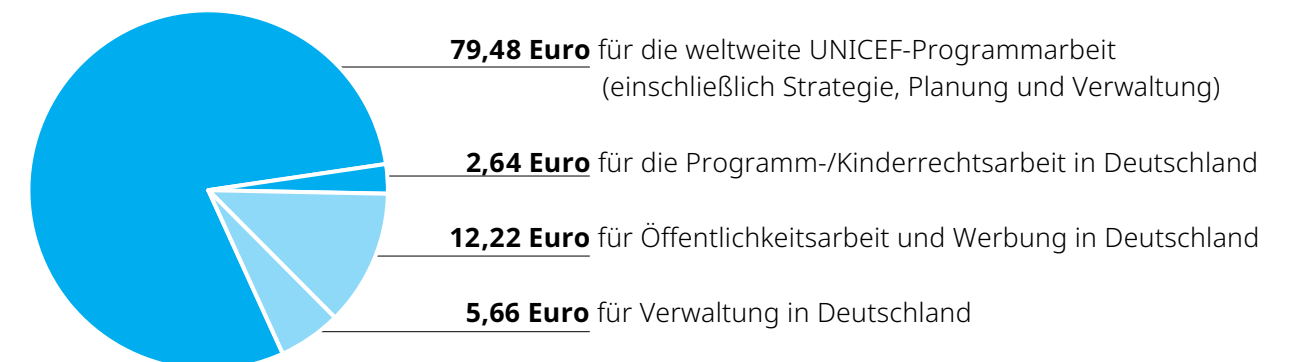 79,48 Euro für die weltweite UNICEF-Programmarbeit
(einschließlich Strategie, Planung und Verwaltung)
2,64 Euro für die Programm-/Kinderrechtsarbeit in Deutschland
12,22 Euro für Öffentlichkeitsarbeit und Werbung in Deutschland
5,66 Euro für Verwaltung in Deutschland